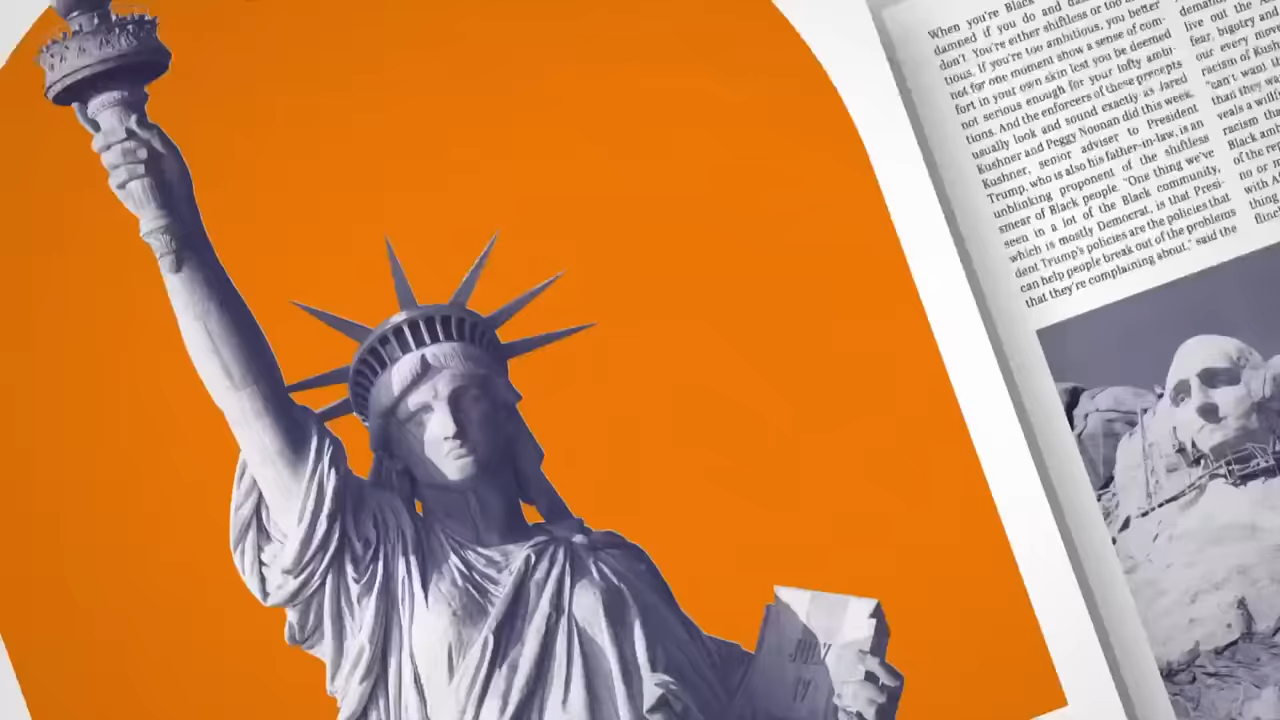 When you're Black
damned if you do and
don't. You're either shiftless or too
tious. If you're too ambitious, you better
not for one moment show a sense of com-
fort in your own skin lest you be deemed
not serious enough for your lofty ambi-
tions. And the enforcers of these precepts
usually look and sound exactly as Jared
Kushner and Peggy Noonan did this week.
Kushner, senior adviser to President
Trump, who is also his father-in-law, is an
unblinking proponent of the shiftless
smear of Black people. "One thing we've
seen in a lot of the Black community,
which is mostly Democrat, is that Presi-
dent Trump's policies are the policies that
can help people break out of the problems
that they're complaining about," said the
live out the
fear, bigotry and
our every move
racism of Kush
"can't want th
than they wa
veals a willfu
racism tha
Black amb
of the rep
no or m
with A
thing
flinc
JULY